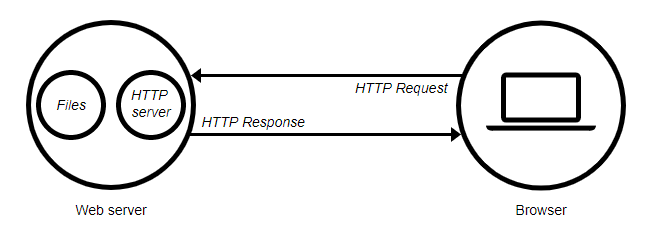 HTTP Request
Files
HTTP
server
HTTP Response
Web server
Browser